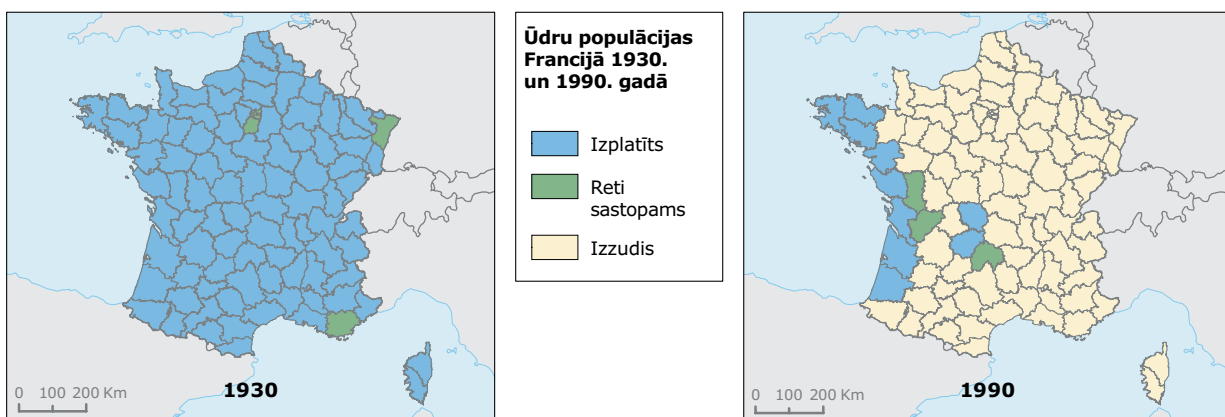 Ūdru populācijas
Francijā 1930.
un 1990. gadā
Izplatīts
Reti
sastopams
Izzudis
0 100 200 Km
1930
0 100 200 Km
1990